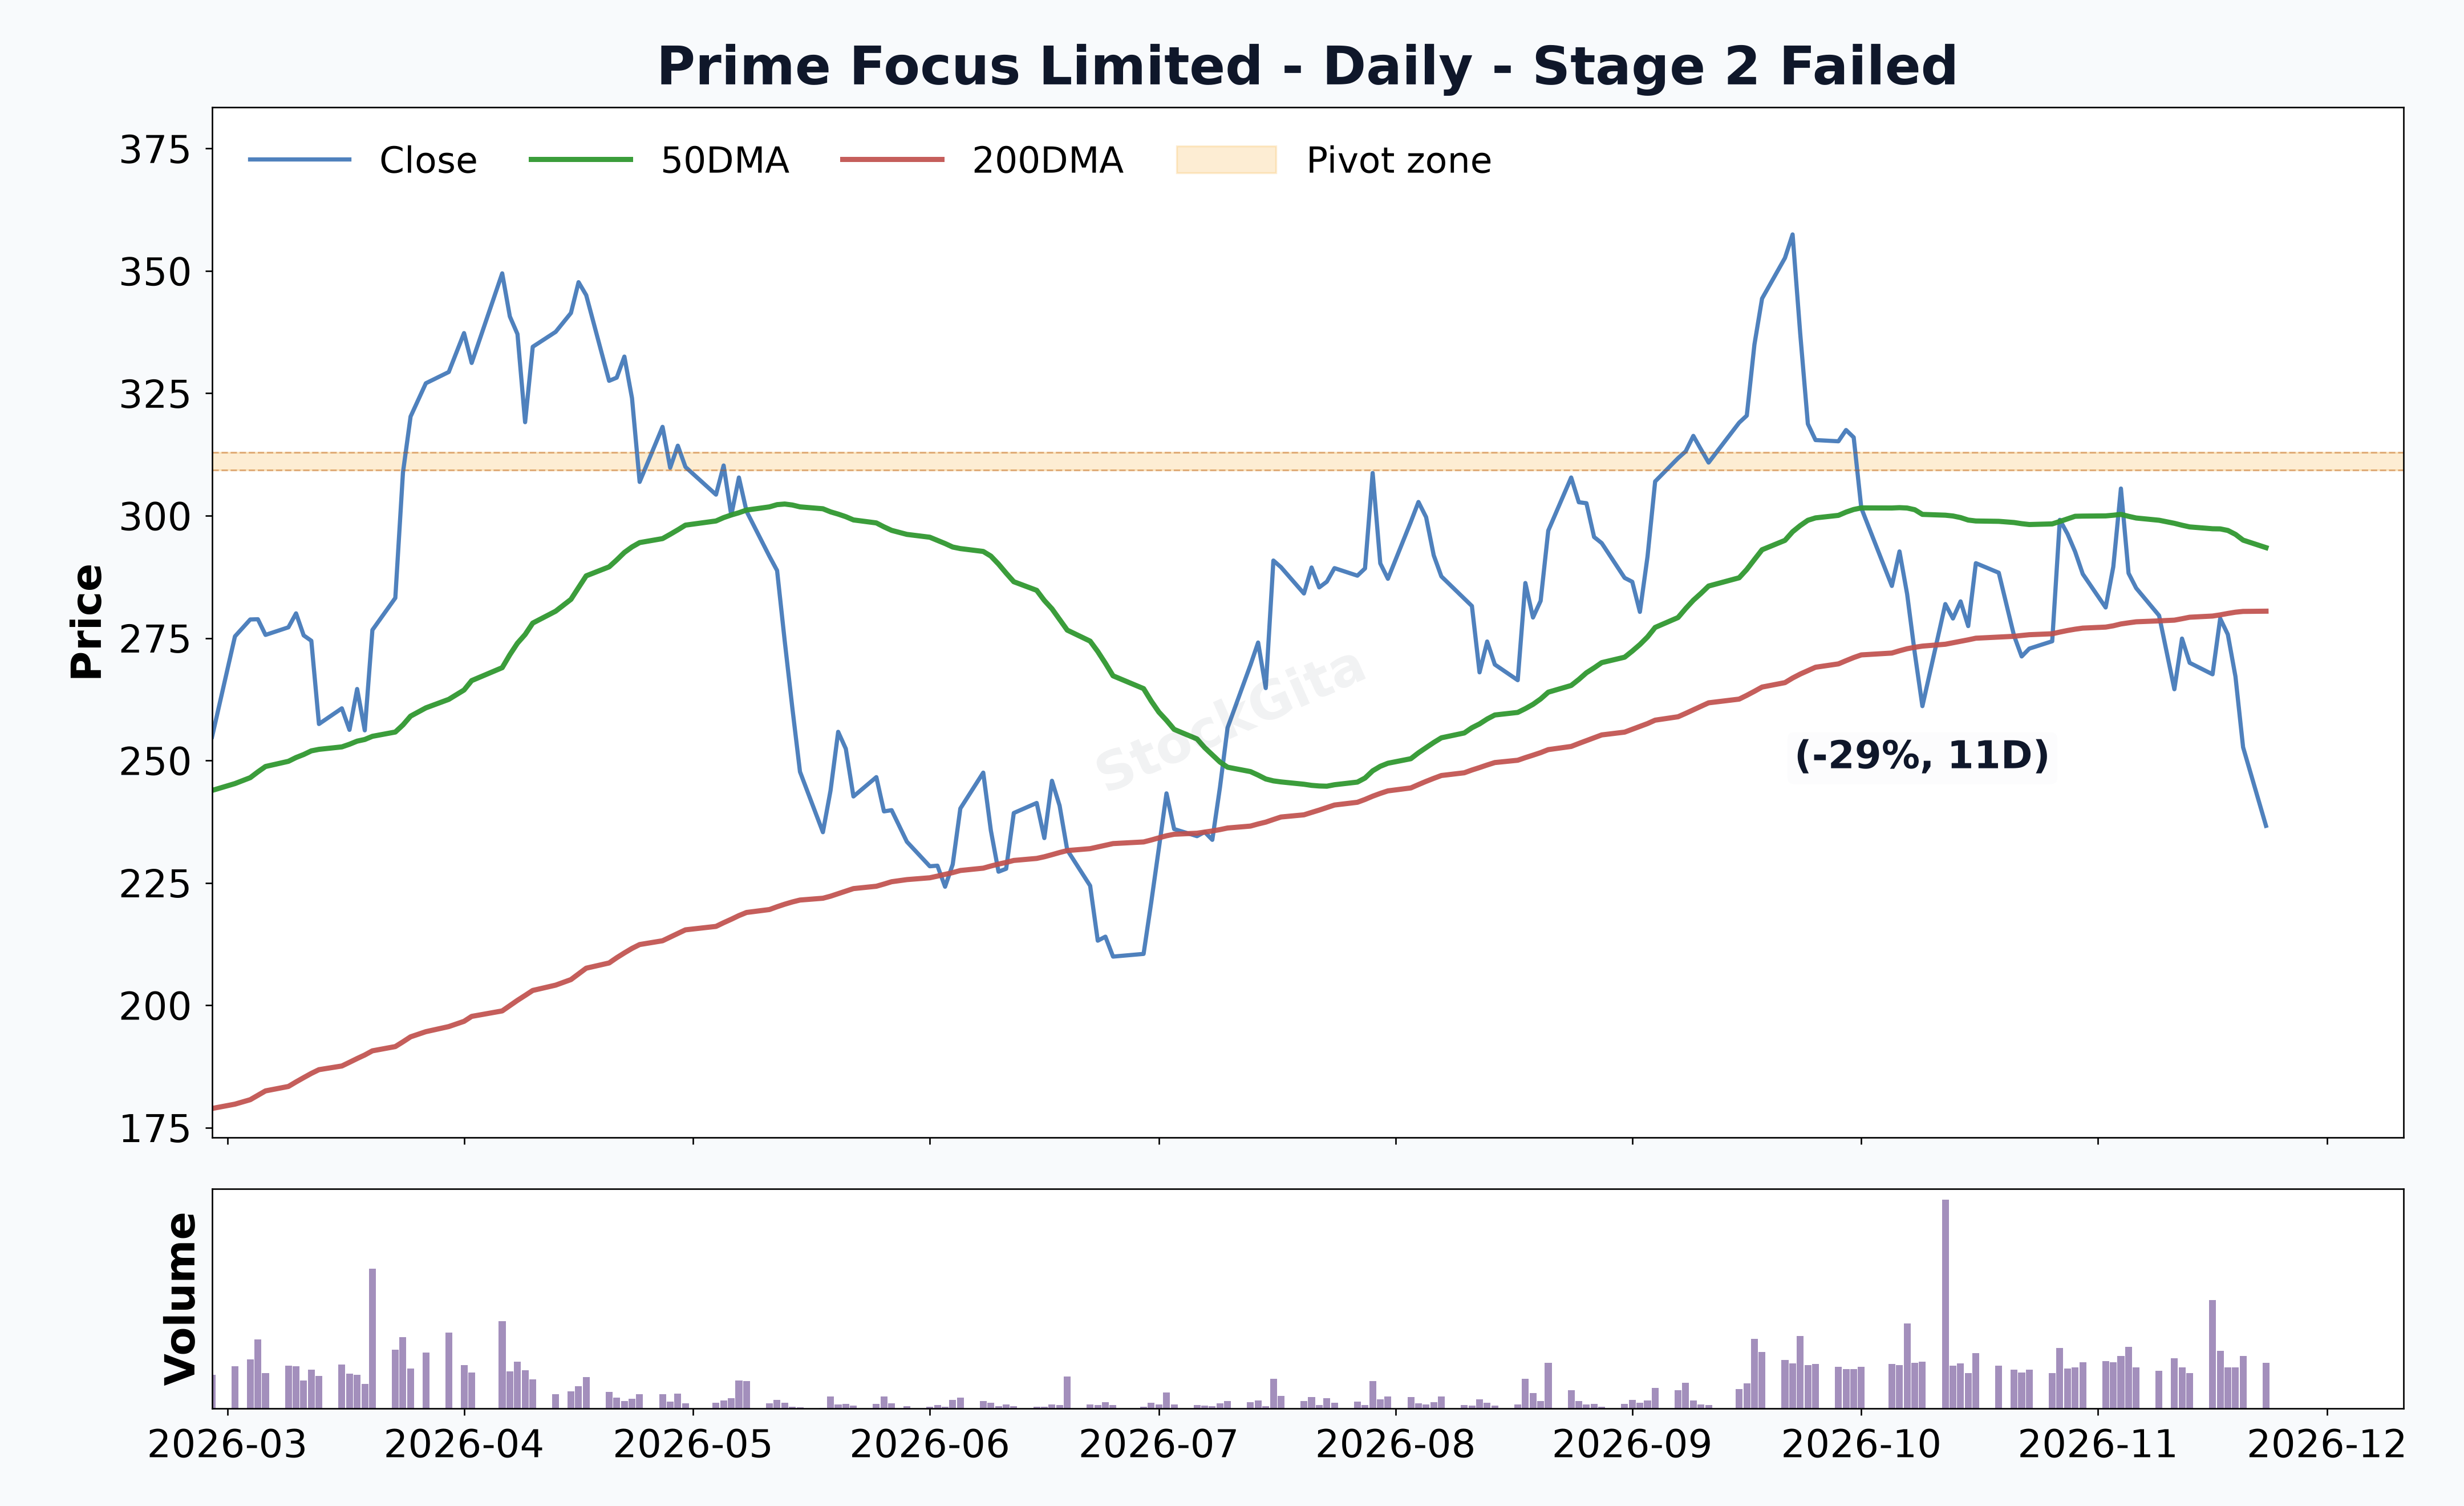 Prime Focus Limited - Daily - Stage 2 Failed
Close 50DMA 200DMA Pivot zone
Price
375
350
325
300
275
250
225
200
175
StockGita
(-29%, 11D)
Volume
2026-03 2026-04 2026-05 2026-06 2026-07 2026-08 2026-09 2026-10 2026-11 2026-12